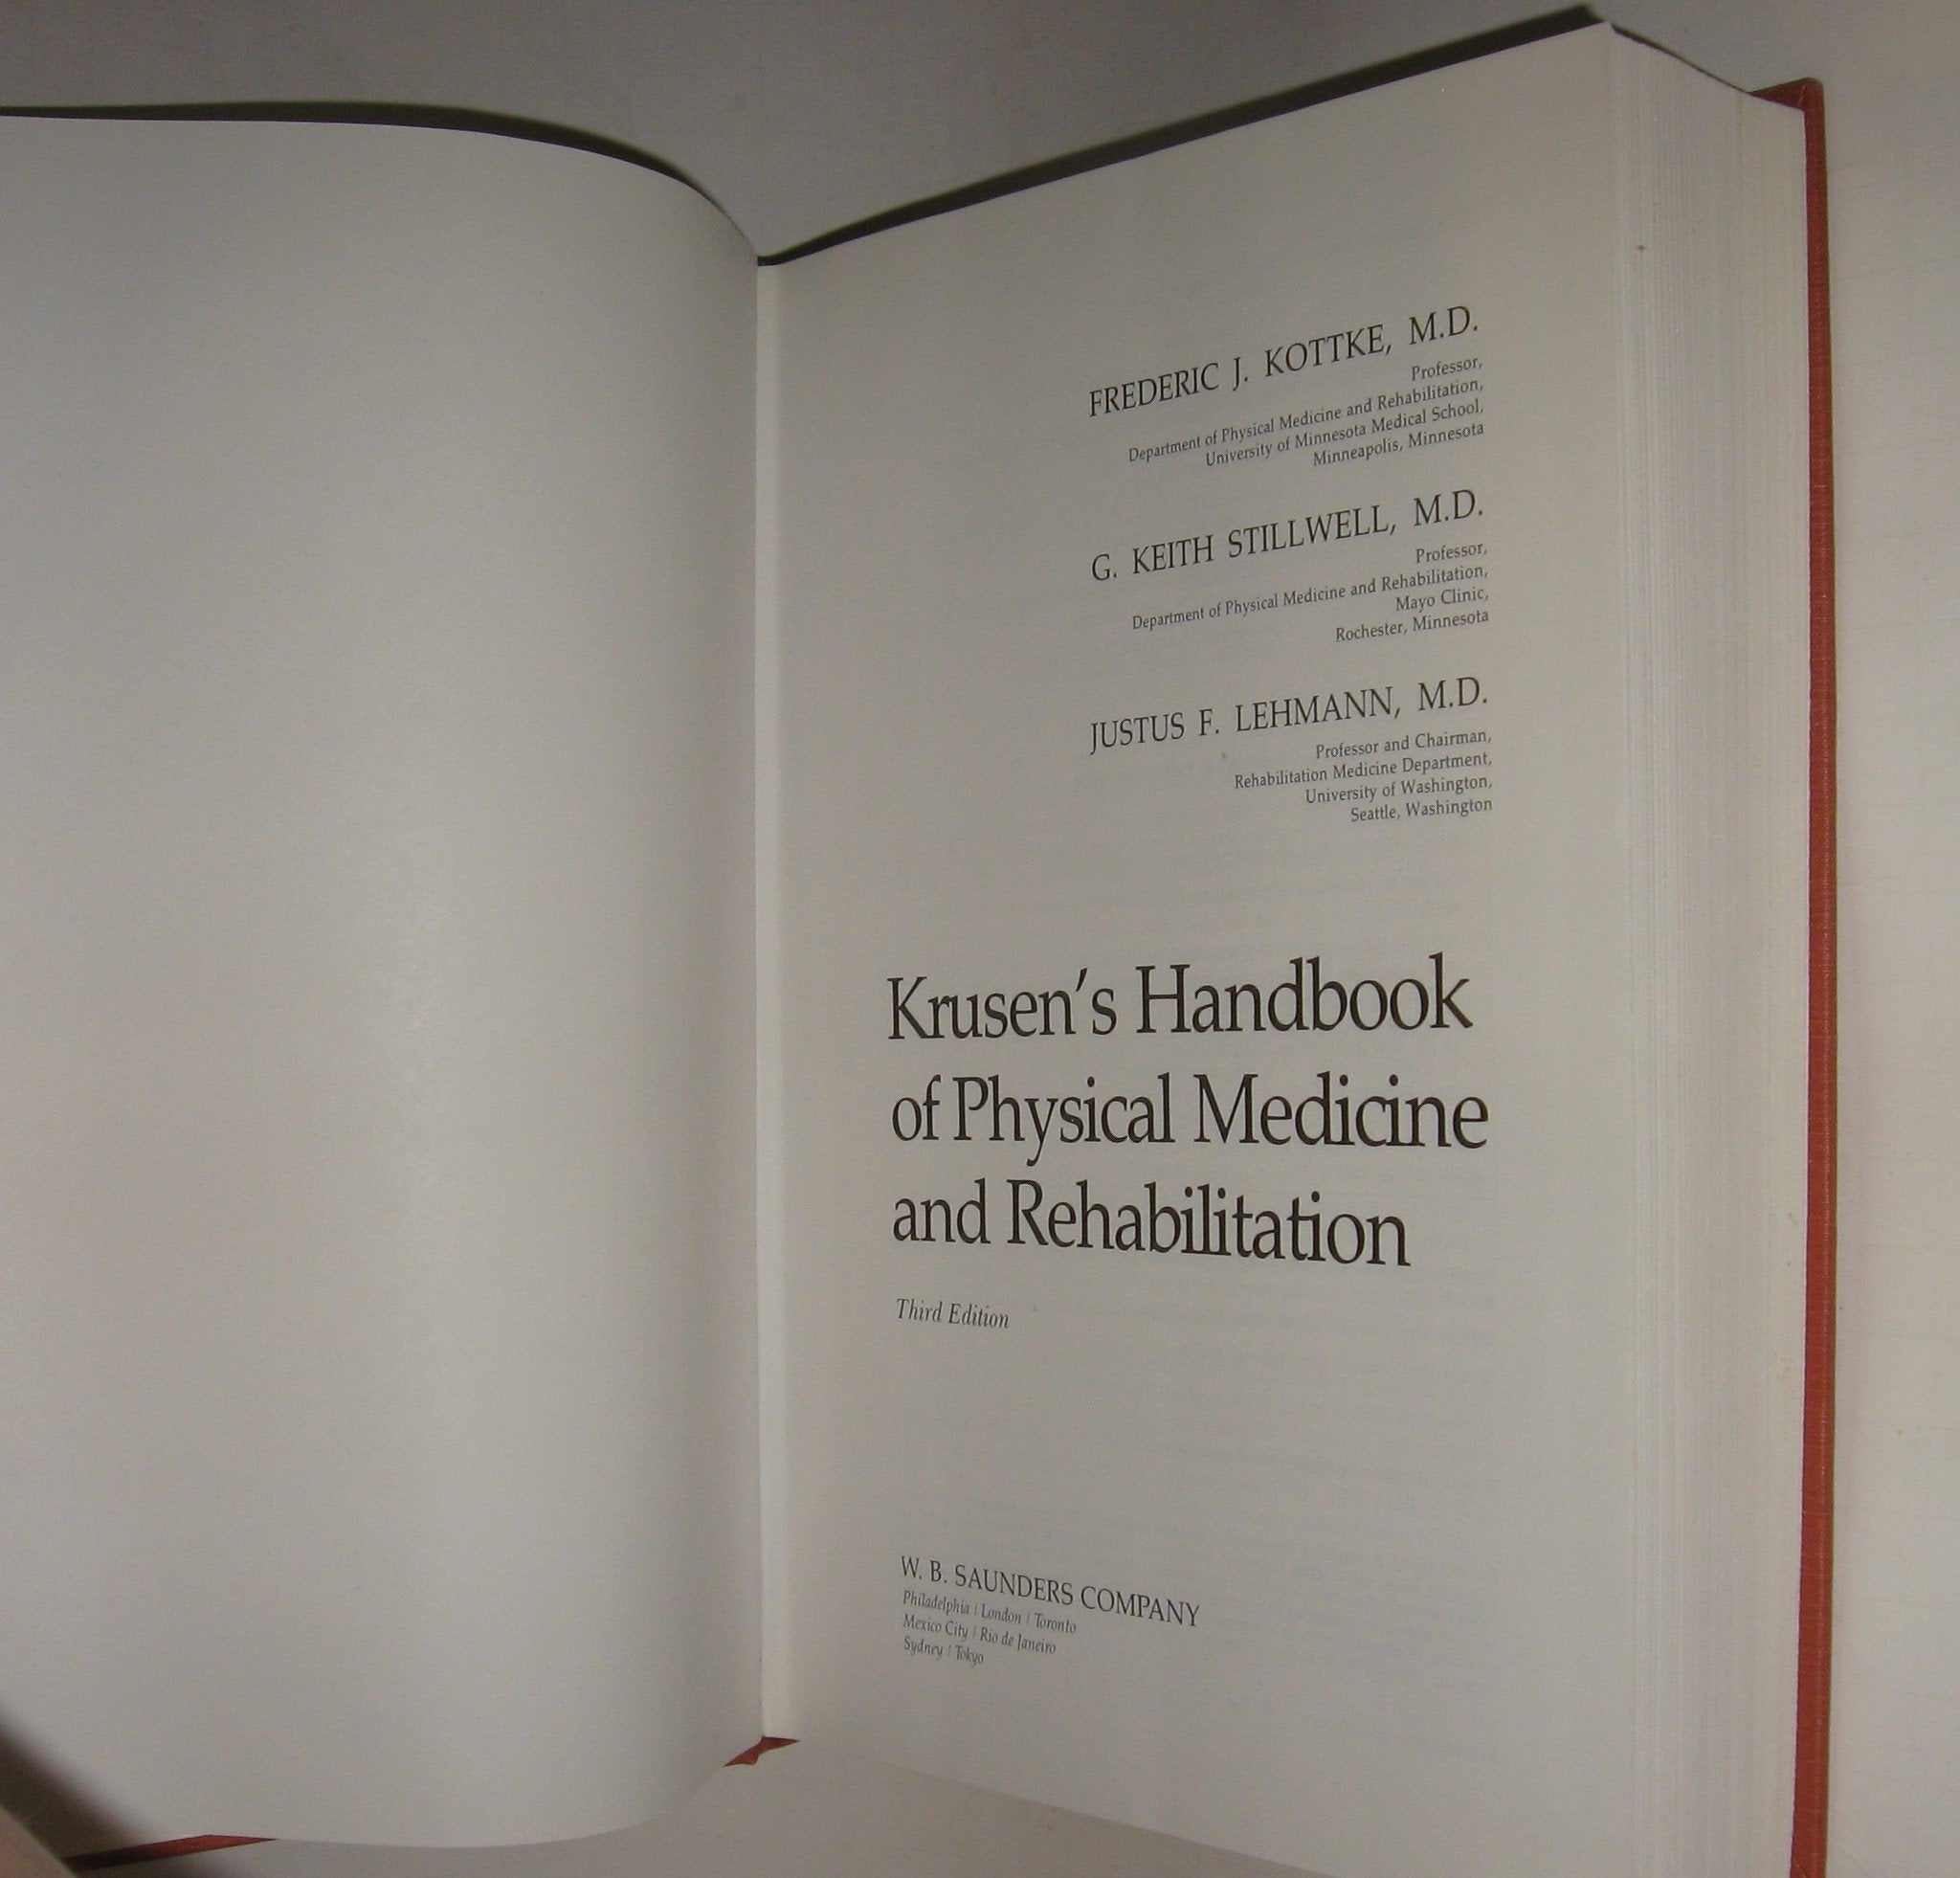 FREDERIC J. KOTTKE, M.D.
Professor,
Department of Physical Medicine and Rehabilitation,
University of Minnesota Medical School,
Minneapolis, Minnesota
G. KEITH STILLWELL, M.D.
Professor,
Department of Physical Medicine and Rehabilitation,
Mayo Clinic,
Rochester, Minnesota
JUSTUS F. LEHMANN, M.D.
Professor and Chairman,
Rehabilitation Medicine Department,
University of Washington,
Seattle, Washington
Krusen's Handbook
of Physical Medicine
and Rehabilitation
Third Edition
W. B. SAUNDERS COMPANY
Philadelphia | London | Toronto
Mexico City | Rio de Janeiro
Sydney | Tokyo